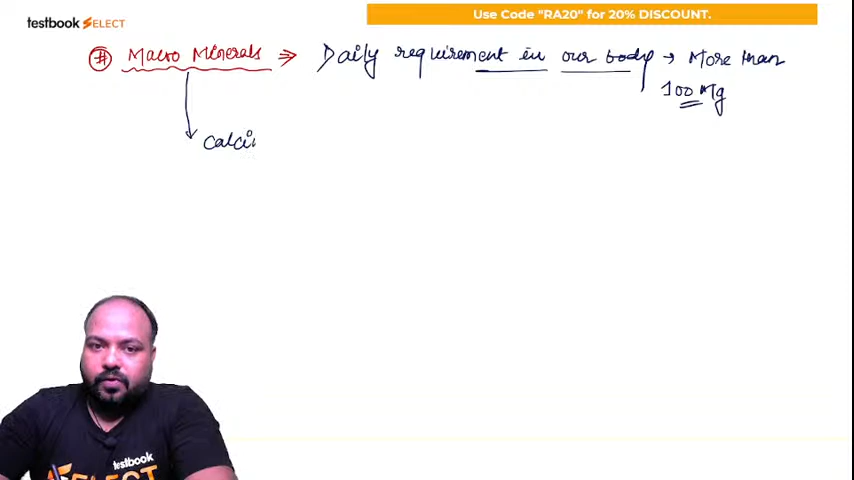 testbook SELECT
Use Code "RA20" for 20% DISCOUNT.
# Macro Minerals ⇒ Daily requirement in our body → More than
100 Mg
Calci
testbook
SELECT